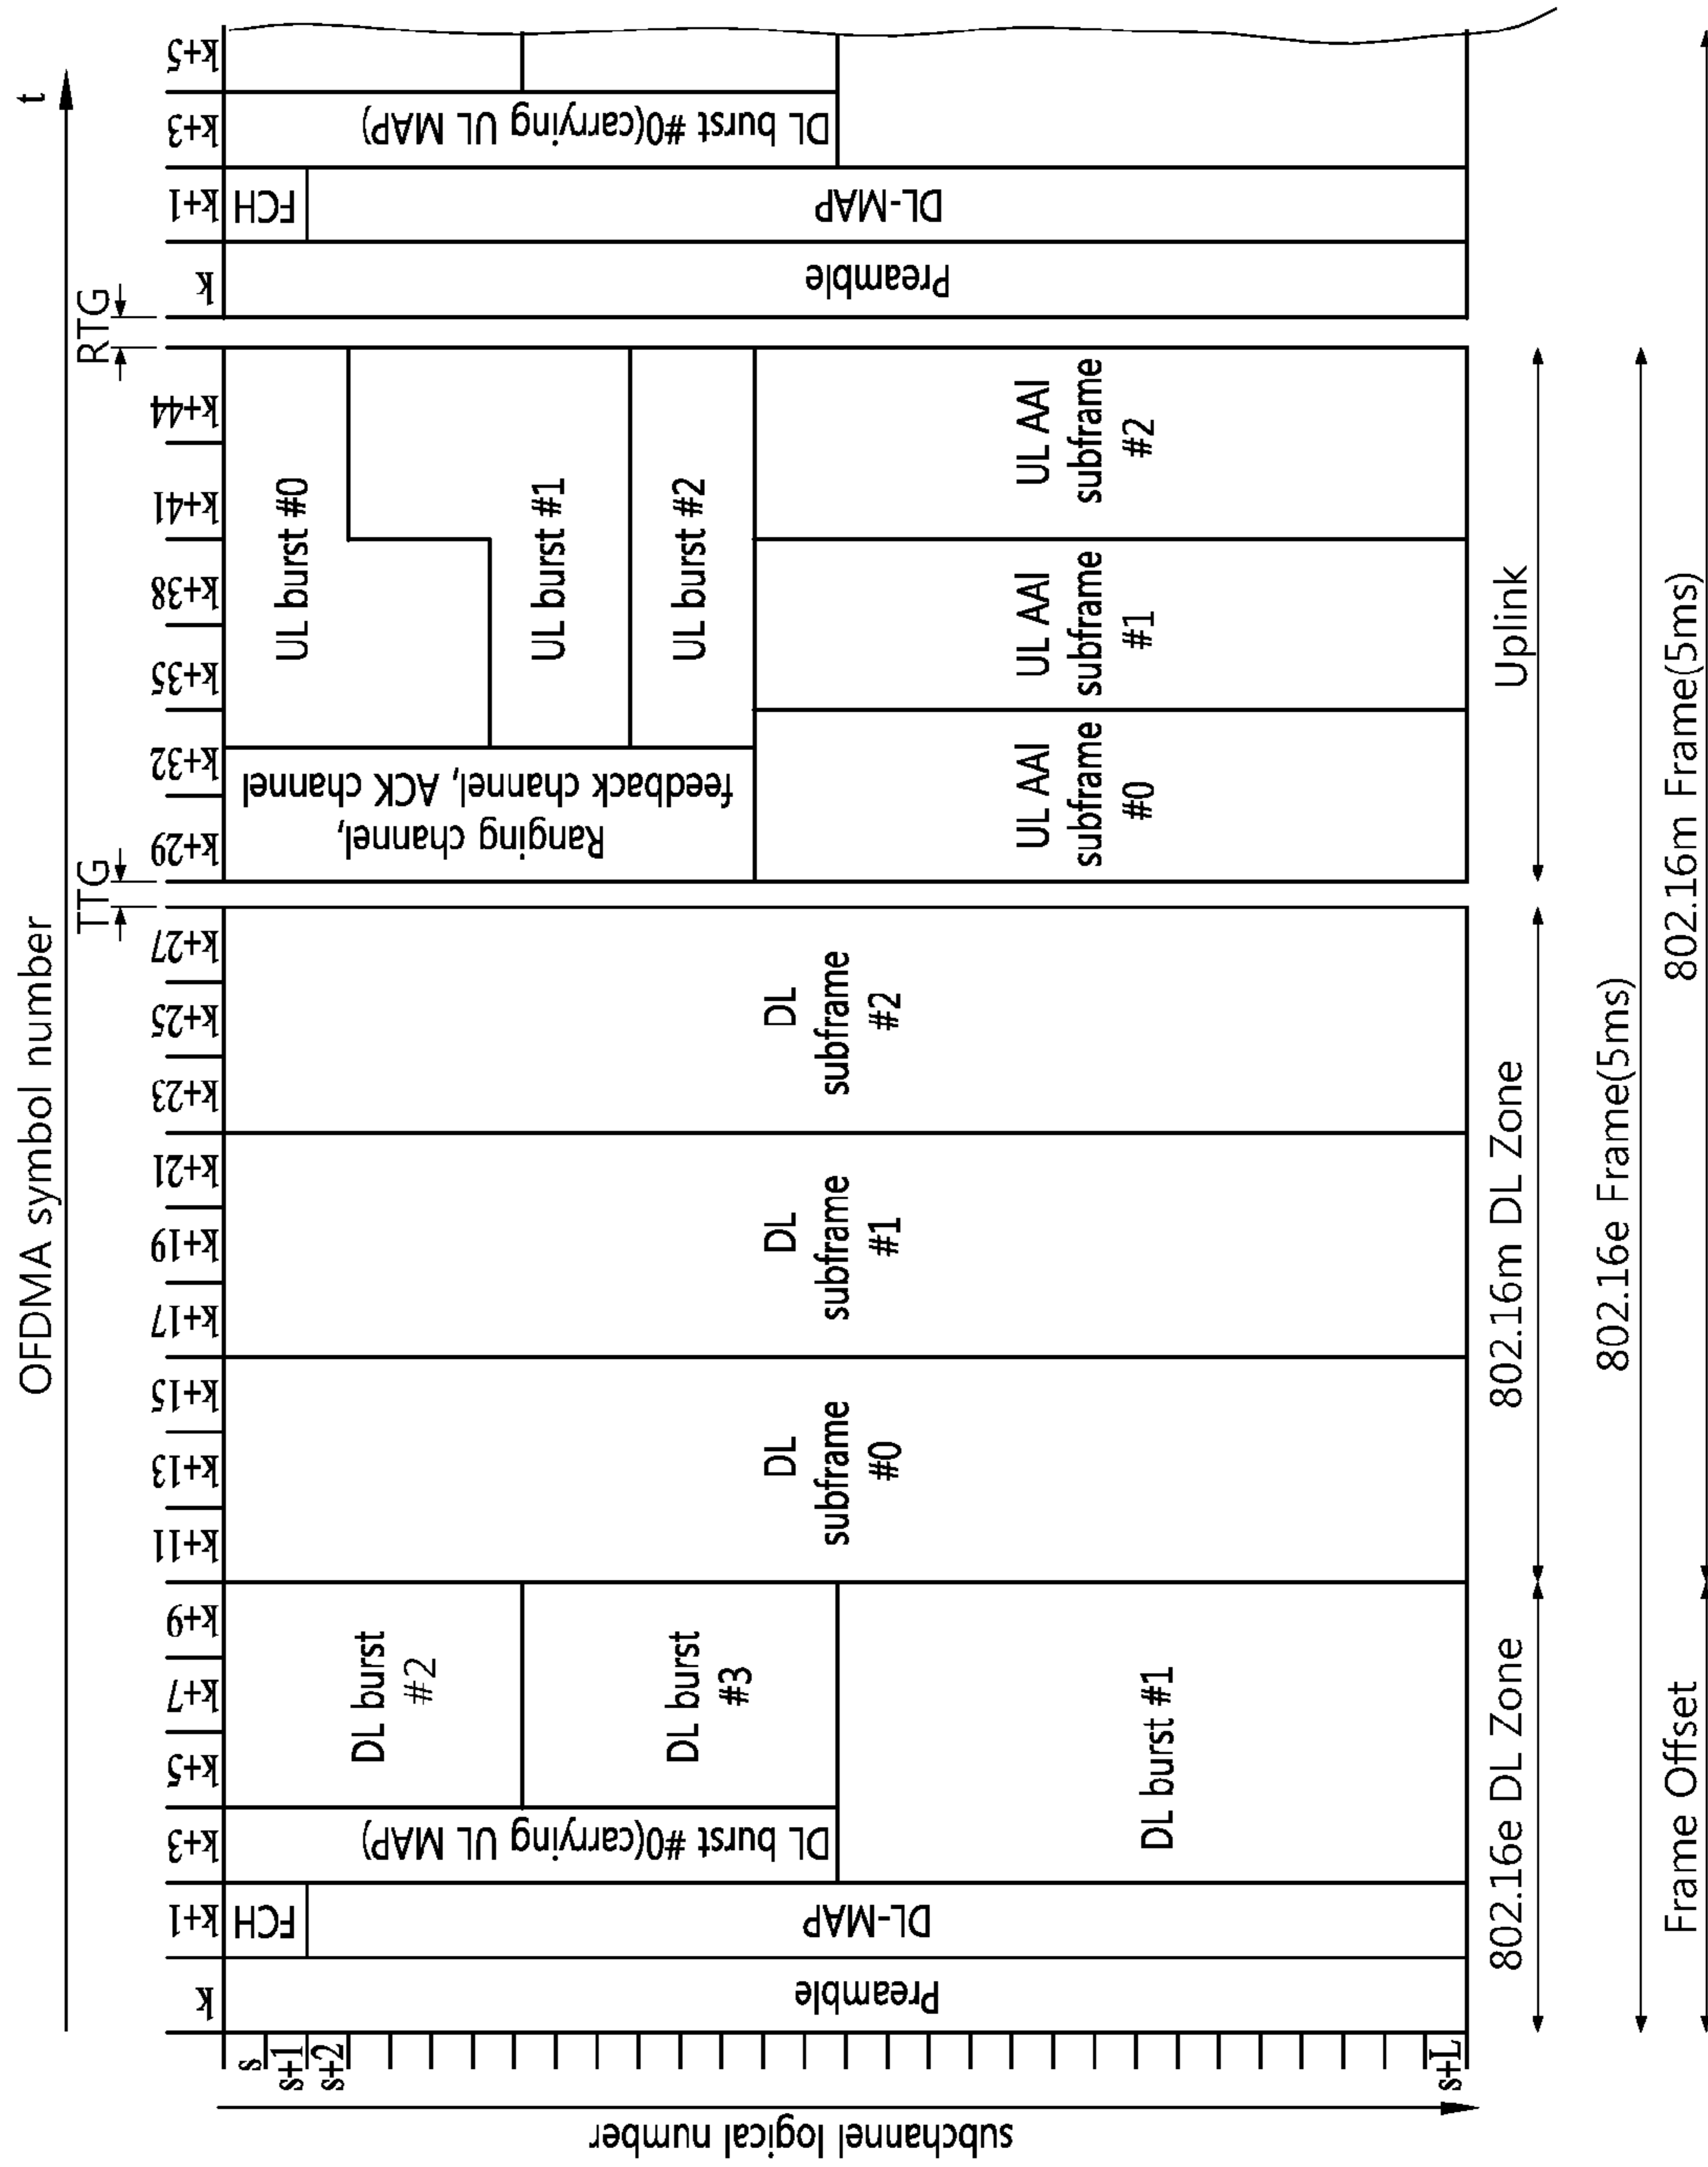 OFDMA symbol number
t
TTG
RTG
k
k+1
k+3
k+5
k+7
k+9
k+11
k+13
k+15
k+17
k+19
k+21
k+23
k+25
k+27
k+29
k+32
k+35
k+38
k+41
k+44
k
k+1
k+3
k+5
subchannel logical number
s
s+1
s+2
s+L
Preamble
FCH
DL-MAP
DL burst #0(carrying UL MAP)
DL burst
#2
DL burst
#3
DL burst #1
DL
subframe
#0
DL
subframe
#1
DL
subframe
#2
Ranging channel,
feedback channel, ACK channel
UL burst #0
UL burst #1
UL burst #2
UL AAI
subframe
#0
UL AAI
subframe
#1
UL AAI
subframe
#2
Preamble
FCH
DL-MAP
DL burst #0(carrying UL MAP)
802.16e DL Zone
802.16m DL Zone
Uplink
802.16e Frame(5ms)
Frame Offset
802.16m Frame(5ms)